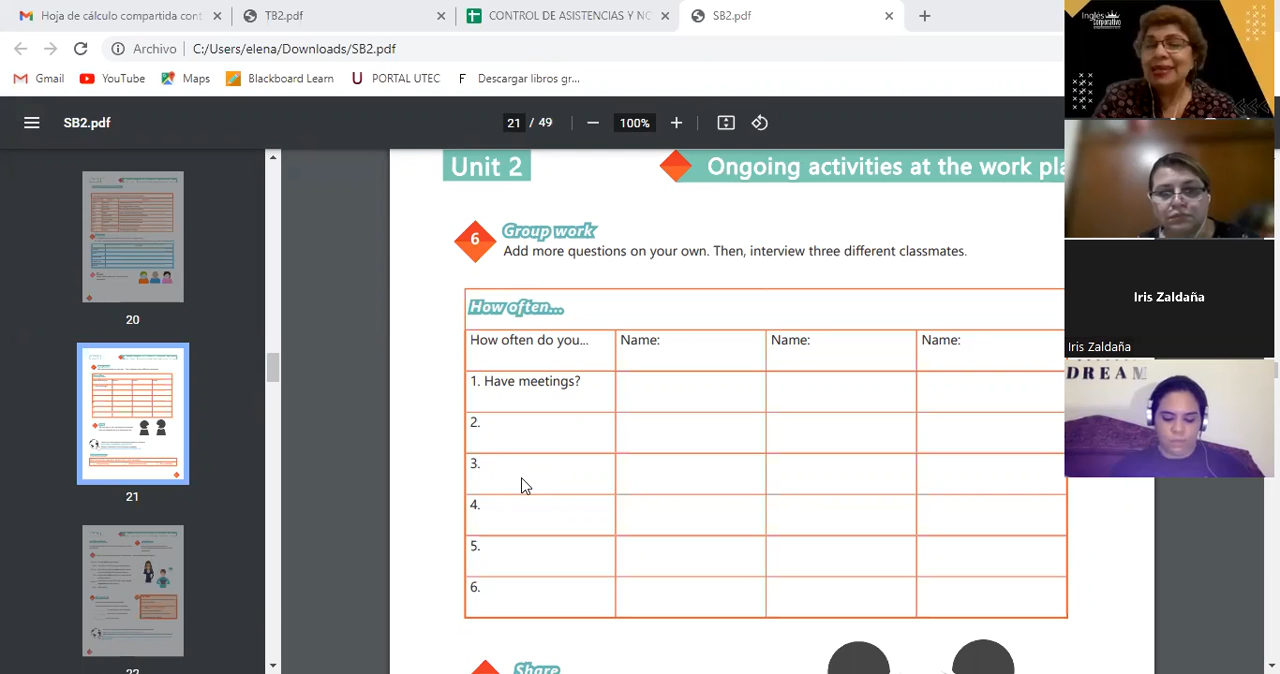 Hoja de cálculo compartida cont
TB2.pdf
CONTROL DE ASISTENCIAS Y NO
SB2.pdf
Archivo
C:/Users/elena/Downloads/SB2.pdf
Gmail
YouTube
Maps
Blackboard Learn
PORTAL UTEC
Descargar libros gr...
SB2.pdf
21 / 49
100%
20
21
22
Unit 2
Ongoing activities at the work pla
6
Group work
Add more questions on your own. Then, interview three different classmates.
How often...
How often do you...
Name:
Name:
Name:
1. Have meetings?
2.
3.
4.
5.
6.
Share
Inglés
corporativo
Iris Zaldaña
Iris Zaldaña
DREAM